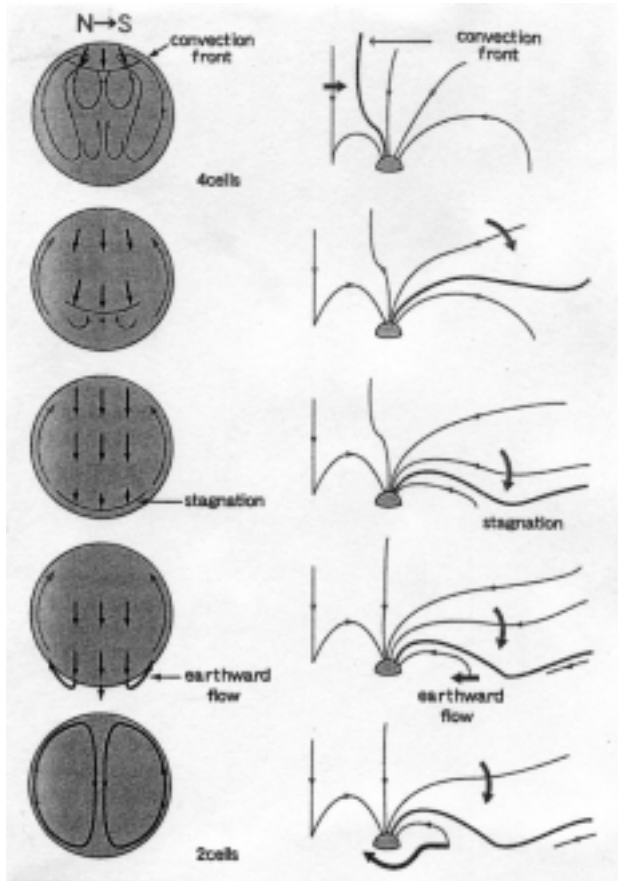 N→S
convection
front
convection
front
4cells
stagnation
stagnation
earthward
flow
earthward
flow
2cells